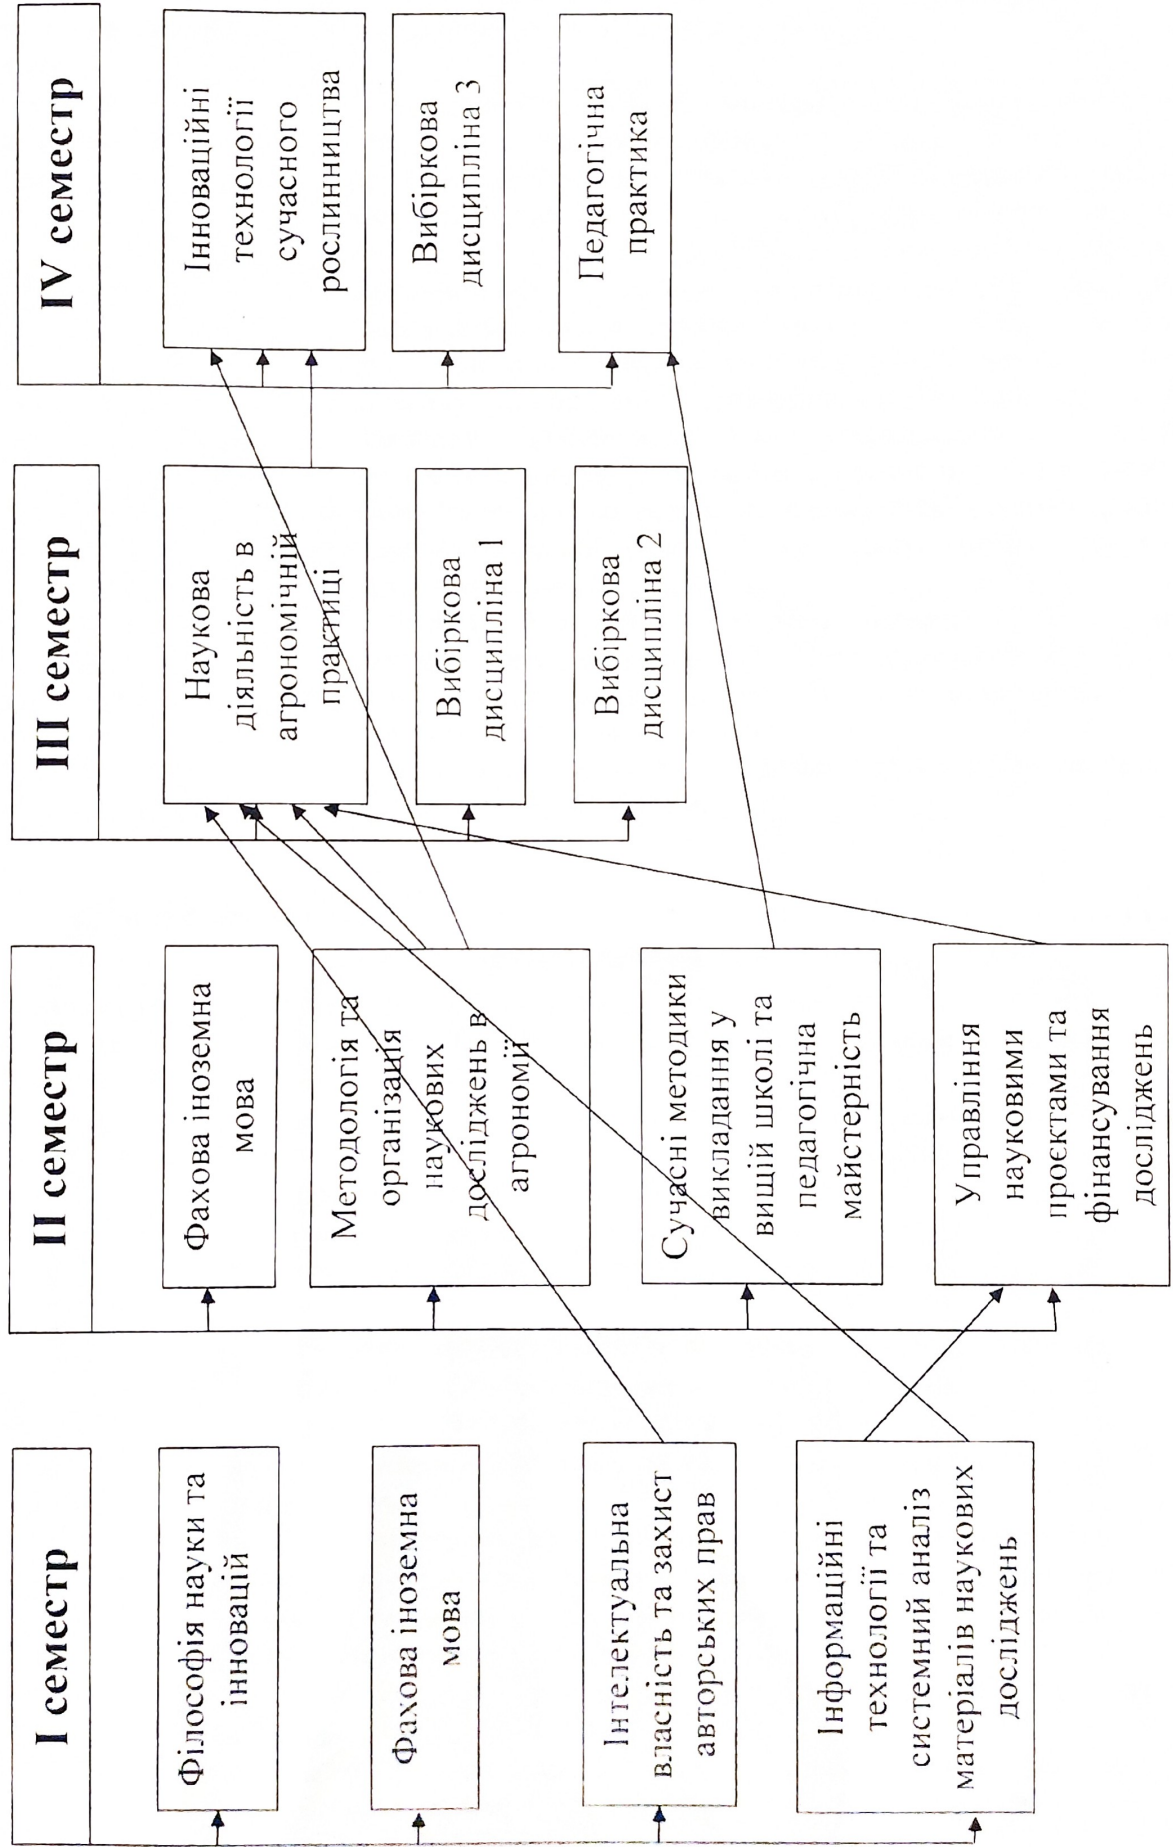 I семестр
Філософія науки та
інновацій
Фахова іноземна
мова
Інтелектуальна
власність та захист
авторських прав
Інформаційні
технології та
системний аналіз
матеріалів наукових
досліджень
II семестр
Фахова іноземна
мова
Методологія та
організація
наукових
досліджень в
агрономії
Сучасні методики
викладання у
вищій школі та
педагогічна
майстерність
Управління
науковими
проєктами та
фінансування
досліджень
III семестр
Наукова
діяльність в
агрономічній
практиці
Вибіркова
дисципліна 1
Вибіркова
дисципліна 2
IV семестр
Інноваційні
технології
сучасного
рослинництва
Вибіркова
дисципліна 3
Педагогічна
практика